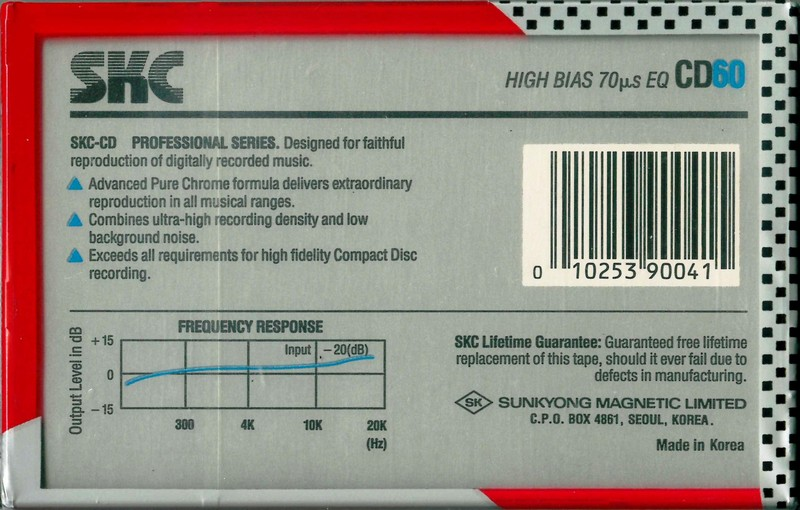 SKC
HIGH BIAS 70µs EQ CD60
SKC-CD PROFESSIONAL SERIES. Designed for faithful
reproduction of digitally recorded music.
Advanced Pure Chrome formula delivers extraordinary
reproduction in all musical ranges.
Combines ultra-high recording density and low
background noise.
Exceeds all requirements for high fidelity Compact Disc
recording.
0 10253 90041
FREQUENCY RESPONSE
Output Level in dB
+15
0
-15
Input -20(dB)
300 4K 10K 20K
(Hz)
SKC Lifetime Guarantee: Guaranteed free lifetime
replacement of this tape, should it ever fail due to
defects in manufacturing.
SK SUNKYONG MAGNETIC LIMITED
C.P.O. BOX 4861, SEOUL, KOREA.
Made in Korea